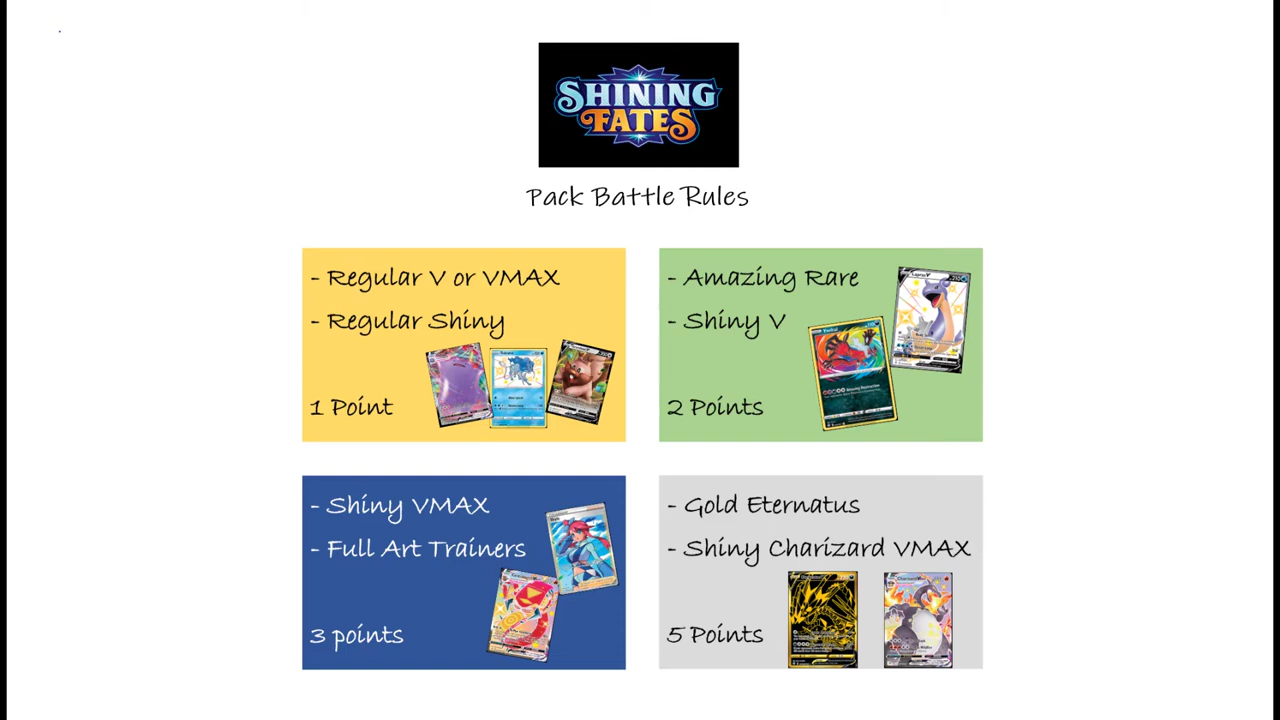 SHINING
FATES
Pack Battle Rules
- Regular V or VMAX
- Regular Shiny
1 Point
- Amazing Rare
- Shiny V
2 Points
- Shiny VMAX
- Full Art Trainers
3 points
- Gold Eternatus
- Shiny Charizard VMAX
5 Points